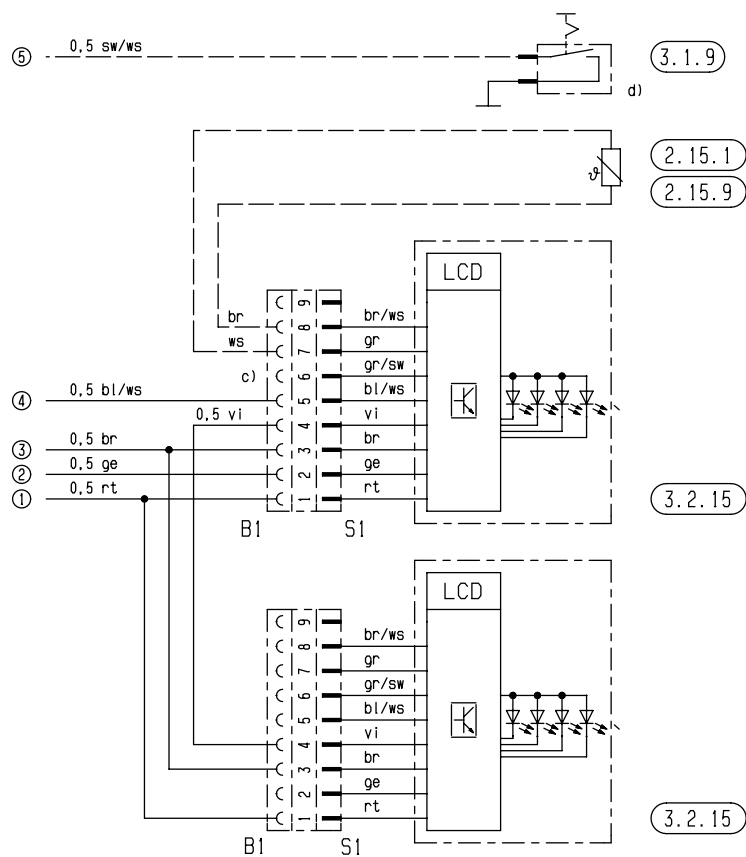 ⑤ 0,5 sw/ws
3.1.9
d)
2.15.1
ϑ
2.15.9
LCD
9
br 8 br/ws
ws 7 gr
c) 6 gr/sw
④ 0,5 bl/ws 5 bl/ws
0,5 vi 4 vi
③ 0,5 br 3 br
② 0,5 ge 2 ge
① 0,5 rt 1 rt
3.2.15
B1 S1
LCD
9
8 br/ws
7 gr
6 gr/sw
5 bl/ws
4 vi
3 br
2 ge
1 rt
3.2.15
B1 S1